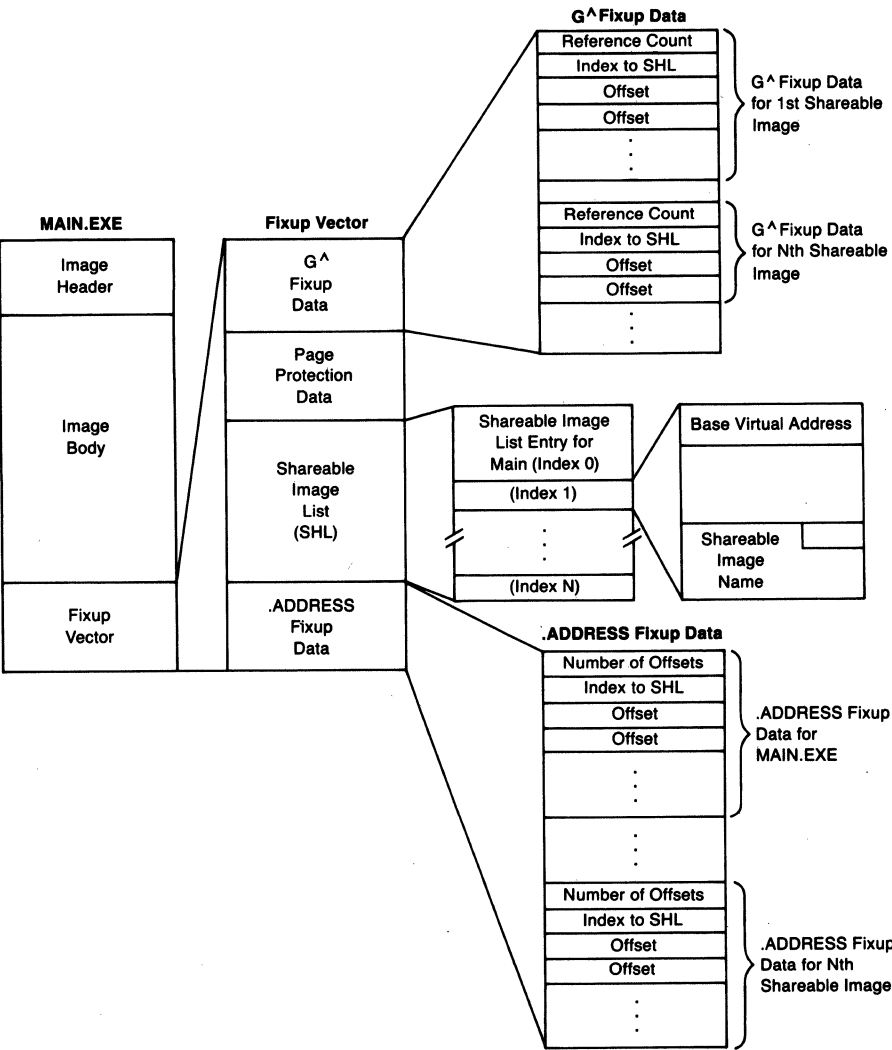 G^ Fixup Data
Reference Count
Index to SHL
Offset
Offset
G^ Fixup Data
for 1st Shareable
Image
Reference Count
Index to SHL
Offset
Offset
G^ Fixup Data
for Nth Shareable
Image
MAIN.EXE
Image
Header
Image
Body
Fixup
Vector
Fixup Vector
G^
Fixup
Data
Page
Protection
Data
Shareable
Image
List
(SHL)
.ADDRESS
Fixup
Data
Shareable Image
List Entry for
Main (Index 0)
(Index 1)
(Index N)
Base Virtual Address
Shareable
Image
Name
.ADDRESS Fixup Data
Number of Offsets
Index to SHL
Offset
Offset
.ADDRESS Fixup
Data for
MAIN.EXE
Number of Offsets
Index to SHL
Offset
Offset
.ADDRESS Fixup
Data for Nth
Shareable Image